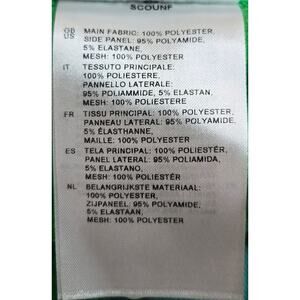 SCOUNF
GB
US
MAIN FABRIC: 100% POLYESTER,
SIDE PANEL: 95% POLYAMIDE,
5% ELASTANE,
MESH: 100% POLYESTER
IT TESSUTO PRINCIPALE:
100% POLIESTERE
PANNELLO LATERALE:
95% POLIAMMIDE, 5% ELASTAN,
MESH: 100% POLIESTERE
FR TISSU PRINCIPAL: 100% POLYESTER,
PANNEAU LATERAL: 95% POLYAMIDE,
5% ÉLASTHANNE,
MAILLE: 100% POLYESTER
ES TELA PRINCIPAL: 100% POLIESTÉR,
PANEL LATERAL: 95% POLIAMIDA,
5% ELASTANO,
MESH: 100% POLIESTÉR
NL BELANGRIJKSTE MATERIAAL:
100% POLYESTER,
ZIJPANEEL: 95% POLYAMIDE,
5% ELASTAAN,
MESH: 100% POLYESTER